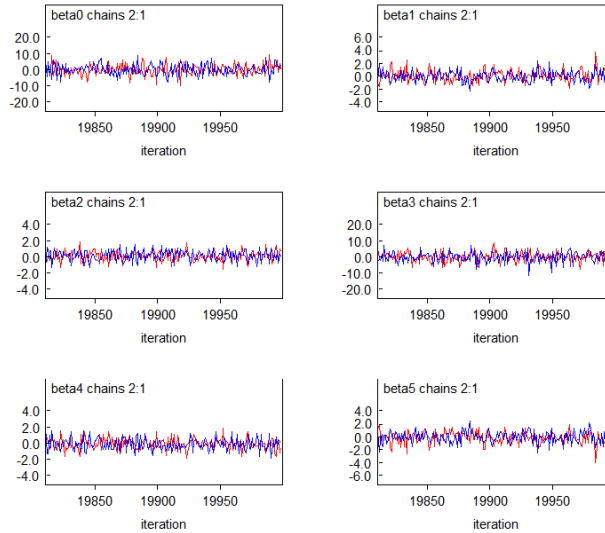 beta0 chains 2:1
20.0
10.0
0.0
-10.0
-20.0
19850 19900 19950
iteration
beta1 chains 2:1
6.0
4.0
2.0
0.0
-2.0
-4.0
19850 19900 19950
iteration
beta2 chains 2:1
4.0
2.0
0.0
-2.0
-4.0
19850 19900 19950
iteration
beta3 chains 2:1
20.0
10.0
0.0
-10.0
-20.0
19850 19900 19950
iteration
beta4 chains 2:1
4.0
2.0
0.0
-2.0
-4.0
19850 19900 19950
iteration
beta5 chains 2:1
4.0
2.0
0.0
-2.0
-4.0
-6.0
19850 19900 19950
iteration